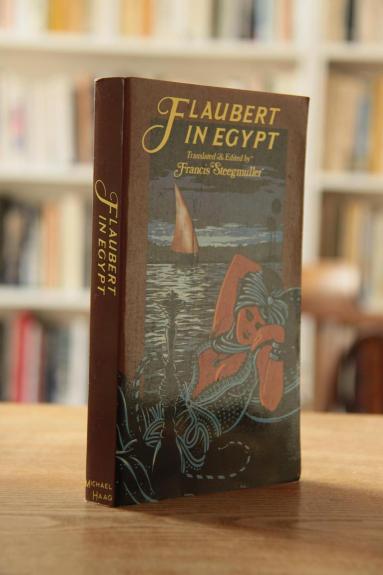 FLAUBERT
IN EGYPT
Translated & Edited by
Francis Steegmuller
FLAUBERT
IN EGYPT
MICHAEL
HAAG